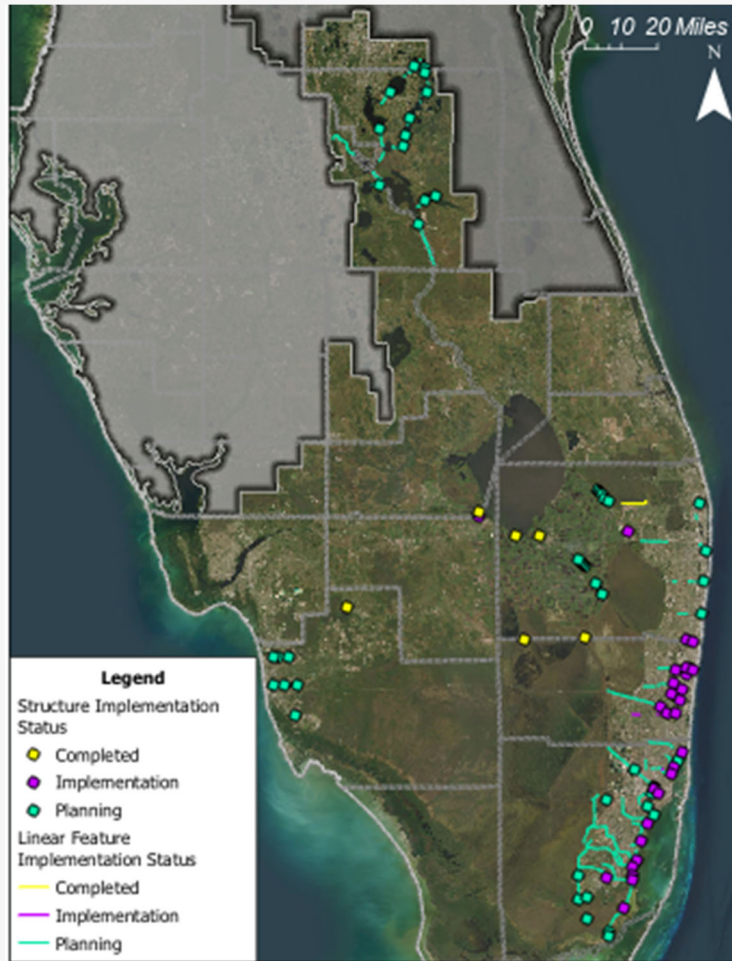 0 10 20 Miles
N
Legend
Structure Implementation
Status
Completed
Implementation
Planning
Linear Feature
Implementation Status
Completed
Implementation
Planning